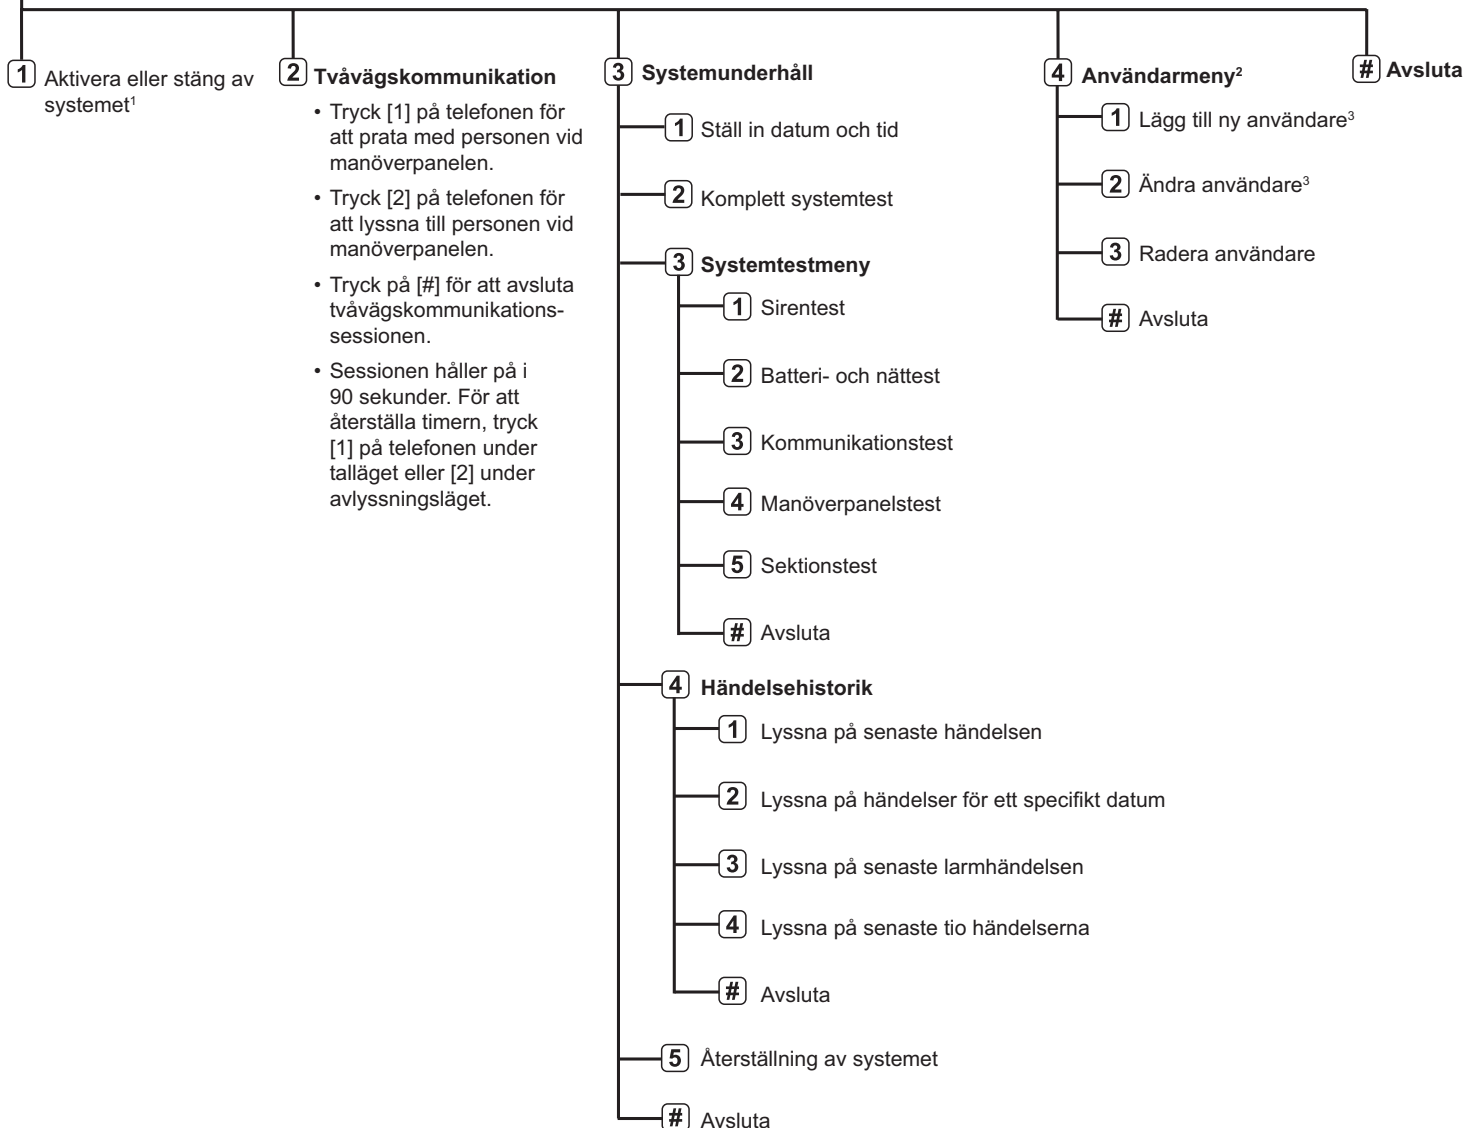 1 Aktivera eller stäng av
systemet¹
2 Tvåvägskommunikation
• Tryck [1] på telefonen för
att prata med personen vid
manöverpanelen.
• Tryck [2] på telefonen för
att lyssna till personen vid
manöverpanelen.
• Tryck på [#] för att avsluta
tvåvägskommunikations-
sessionen.
• Sessionen håller på i
90 sekunder. För att
återställa timern, tryck
[1] på telefonen under
talläget eller [2] under
avlyssningsläget.
3 Systemunderhåll
1 Ställ in datum och tid
2 Komplett systemtest
3 Systemtestmeny
1 Sirentest
2 Batteri- och nättest
3 Kommunikationstest
4 Manöverpanelstest
5 Sektionstest
# Avsluta
4 Händelsehistorik
1 Lyssna på senaste händelsen
2 Lyssna på händelser för ett specifikt datum
3 Lyssna på senaste larmhändelsen
4 Lyssna på senaste tio händelserna
# Avsluta
5 Återställning av systemet
# Avsluta
4 Användarmeny²
1 Lägg till ny användare³
2 Ändra användare³
3 Radera användare
# Avsluta
# Avsluta